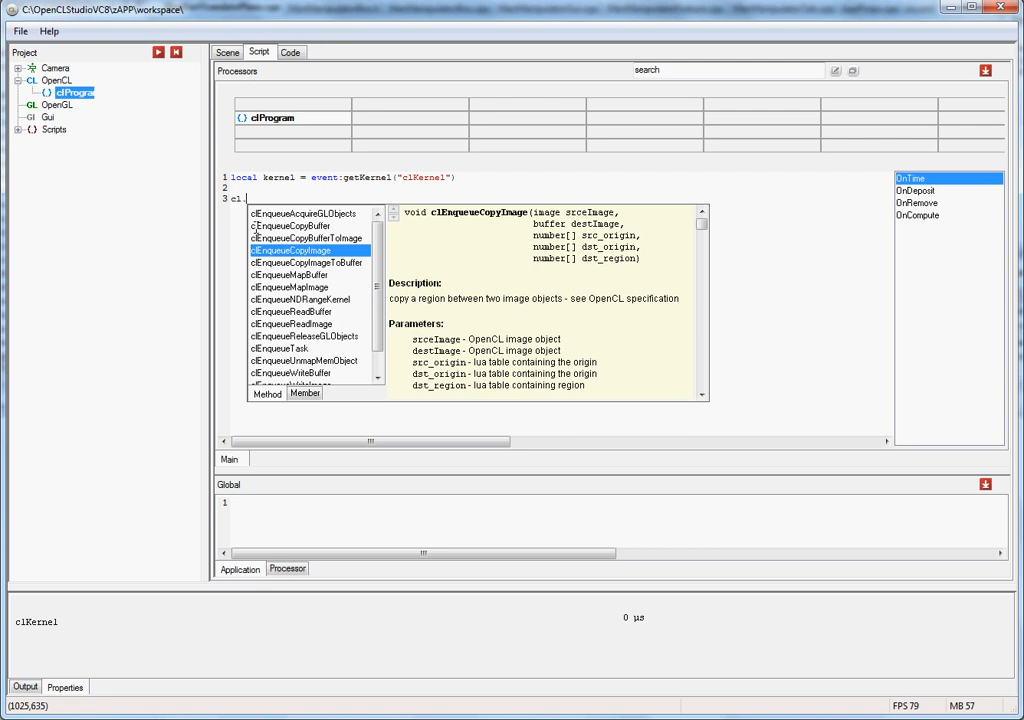 C:\OpenCLStudioVC8\zAPP\workspace\
File Help
Project
Camera
CL OpenCL
{} clProgram
GL OpenGL
GI Gui
{.} Scripts
Scene Script Code
Processors
search
{} clProgram
1 local kernel = event:getKernel("clKernel")
2
3 cl.
clEnqueueAcquireGLObjects
clEnqueueCopyBuffer
clEnqueueCopyBufferToImage
clEnqueueCopyImage
clEnqueueCopyImageToBuffer
clEnqueueMapBuffer
clEnqueueMapImage
clEnqueueNDRangeKernel
clEnqueueReadBuffer
clEnqueueReadImage
clEnqueueReleaseGLObjects
clEnqueueTask
clEnqueueUnmapMemObject
clEnqueueWriteBuffer
clEnqueueWriteImage
Method Member
void clEnqueueCopyImage(image srceImage,
buffer destImage,
number[] src_origin,
number[] dst_origin,
number[] dst_region)
Description:
copy a region between two image objects - see OpenCL specification
Parameters:
srceImage - OpenCL image object
destImage - OpenCL image object
src_origin - lua table containing the origin
dst_origin - lua table containing the origin
dst_region - lua table containing region
OnTime
OnDeposit
OnRemove
OnCompute
Main
Global
1
Application Processor
clKernel
0 µs
Output Properties
(1025,635)
FPS 79
MB 57